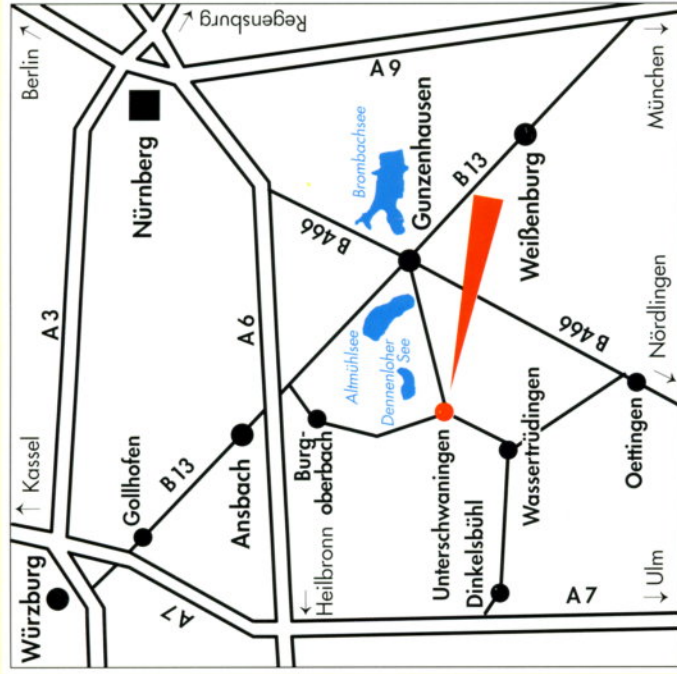 Berlin
Regensburg
Nürnberg
A 9
A 3
Kassel
Würzburg
Gollhofen
B 13
Ansbach
A 6
B 466
Brombachsee
Gunzenhausen
B 13
Weißenburg
München
Altmühlsee
Dennenloher
See
Burg-
oberbach
Heilbronn
A 7
Unterschwaningen
Dinkelsbühl
Wassertrüdingen
B 466
Oettingen
Nördlingen
A 7
Ulm